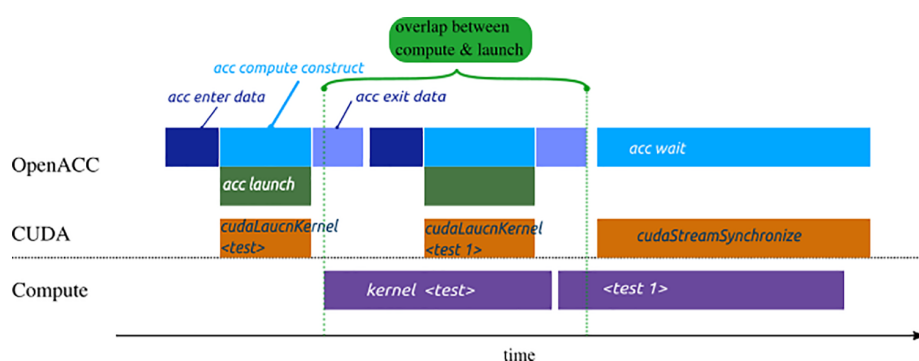 overlap between
compute & launch
acc compute construct
acc enter data
acc exit data
OpenACC
acc wait
acc launch
CUDA
cudaLaucnKernel
<test>
cudaLaucnKernel
<test 1>
cudaStreamSynchronize
Compute
kernel <test>
<test 1>
time